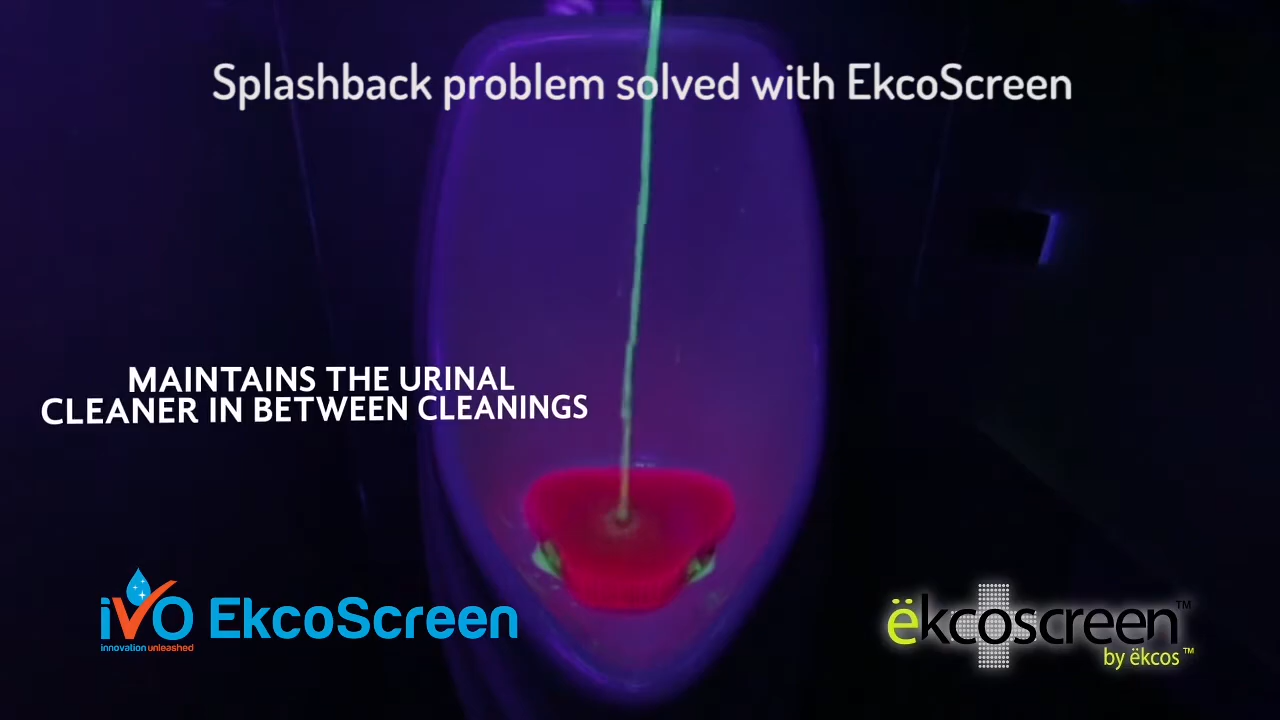 Splashback problem solved with EkcoScreen
MAINTAINS THE URINAL
CLEANER IN BETWEEN CLEANINGS
iVO EkcoScreen
innovation unleashed
ëkcoscreen™
by ëkcos™